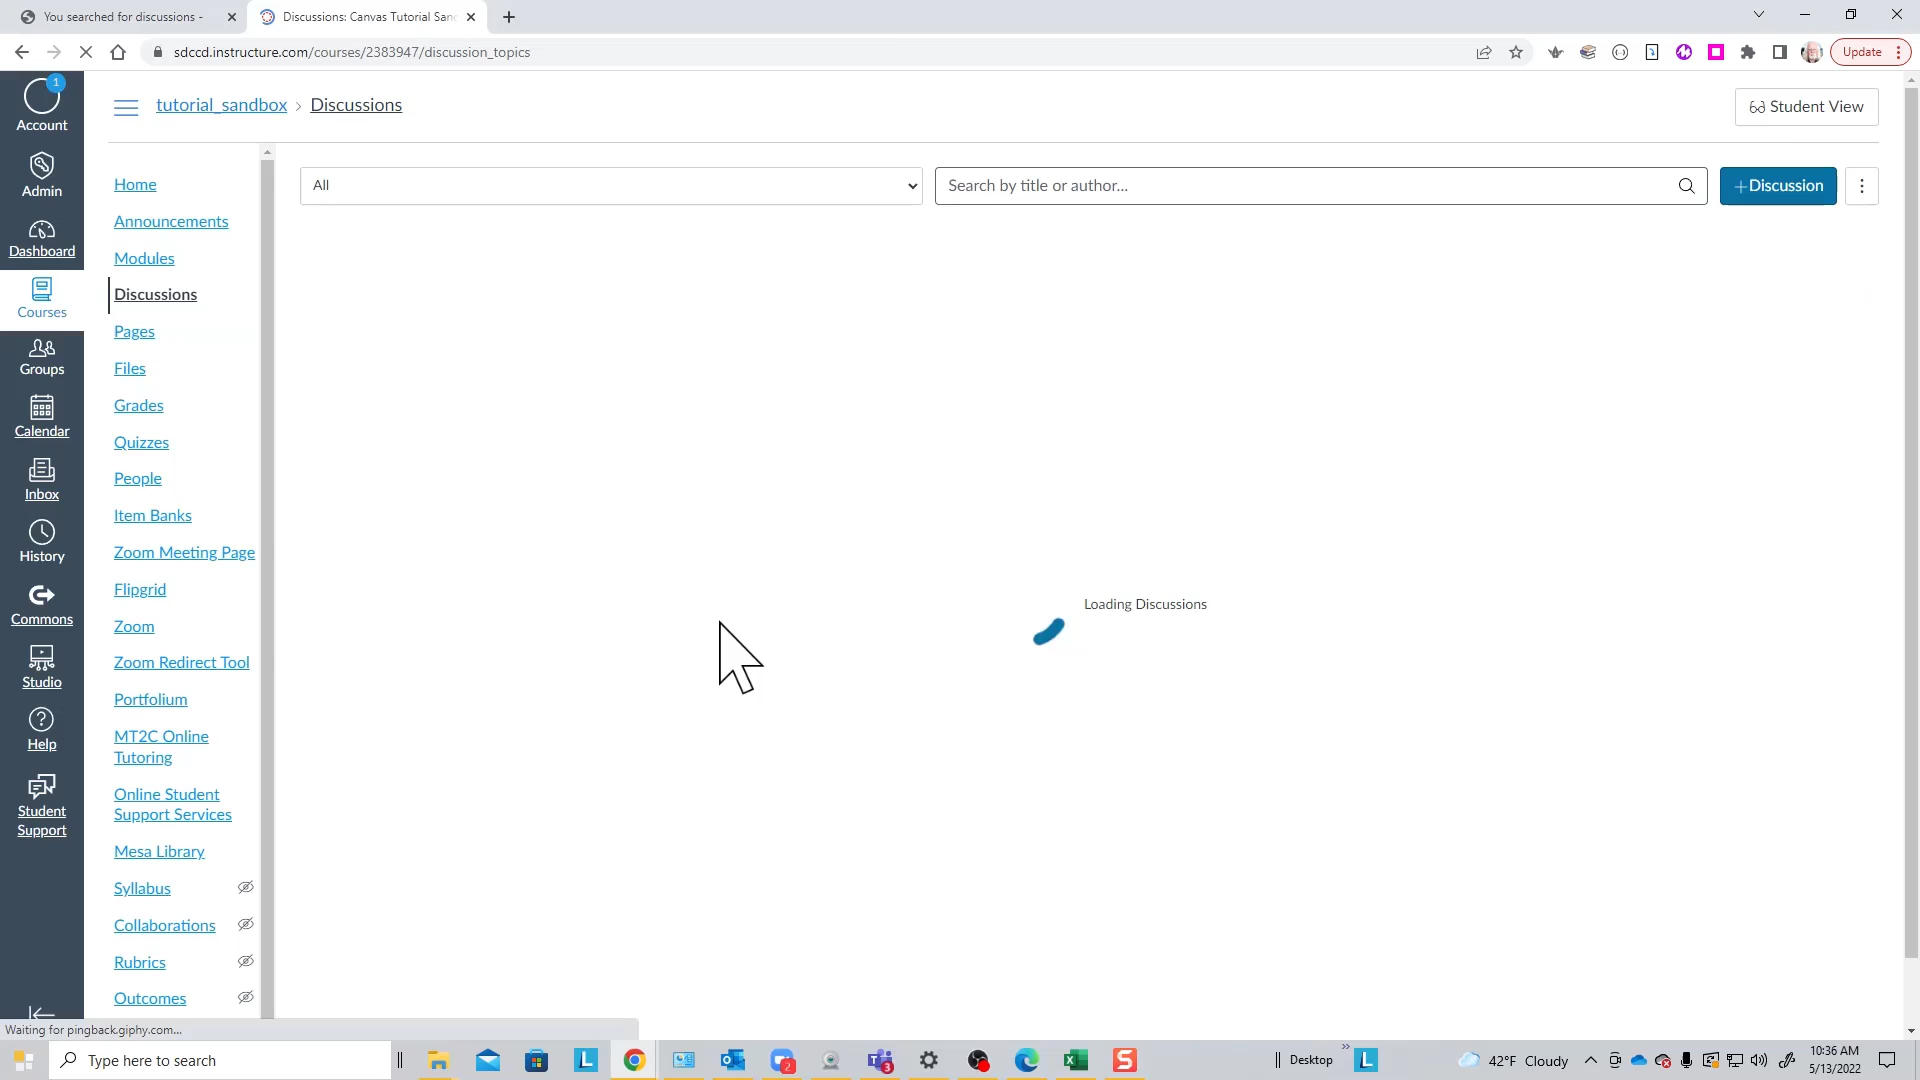 You searched for discussions -
Discussions: Canvas Tutorial Sand
sdccd.instructure.com/courses/2383947/discussion_topics
Update
1
Account
Admin
Dashboard
Courses
Groups
Calendar
Inbox
History
Commons
Studio
Help
Student
Support
tutorial_sandbox > Discussions
Student View
Home
Announcements
Modules
Discussions
Pages
Files
Grades
Quizzes
People
Item Banks
Zoom Meeting Page
Flipgrid
Zoom
Zoom Redirect Tool
Portfolium
MT2C Online
Tutoring
Online Student
Support Services
Mesa Library
Syllabus
Collaborations
Rubrics
Outcomes
All
Search by title or author...
+Discussion
Loading Discussions
Waiting for pingback.giphy.com...
Type here to search
L
2
3
S
Desktop
L
42°F Cloudy
10:36 AM
5/13/2022